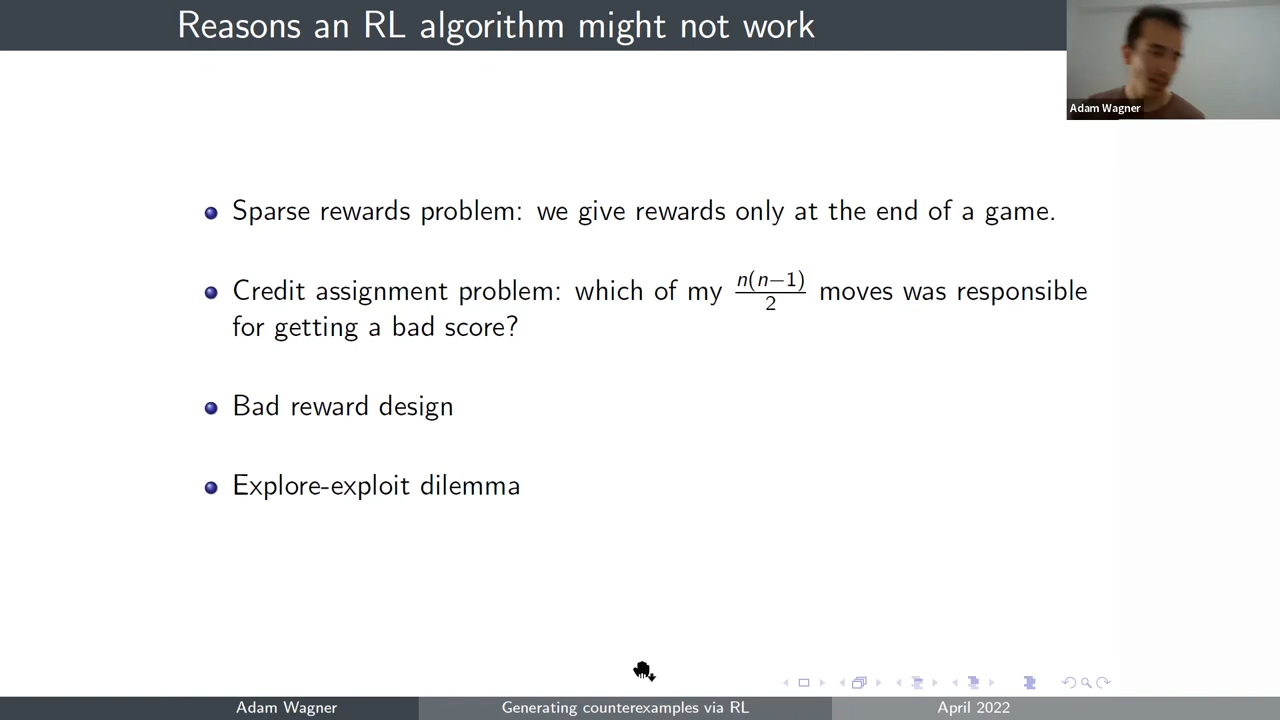 Reasons an RL algorithm might not work
Adam Wagner
Sparse rewards problem: we give rewards only at the end of a game.
Credit assignment problem: which of my n(n−1)/2 moves was responsible
for getting a bad score?
Bad reward design
Explore-exploit dilemma
Adam Wagner
Generating counterexamples via RL
April 2022